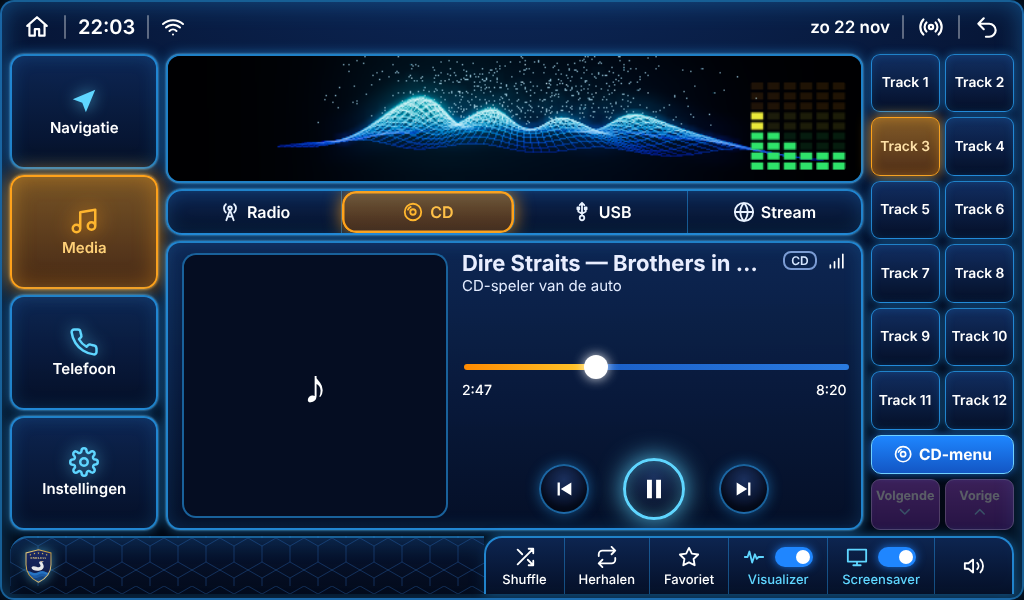 22:03
zo 22 nov
Navigatie
Media
Telefoon
Instellingen
Radio
CD
USB
Stream
Dire Straits — Brothers in ...
CD
CD-speler van de auto
2:47
8:20
Track 1
Track 2
Track 3
Track 4
Track 5
Track 6
Track 7
Track 8
Track 9
Track 10
Track 11
Track 12
CD-menu
Volgende
Vorige
Shuffle
Herhalen
Favoriet
Visualizer
Screensaver